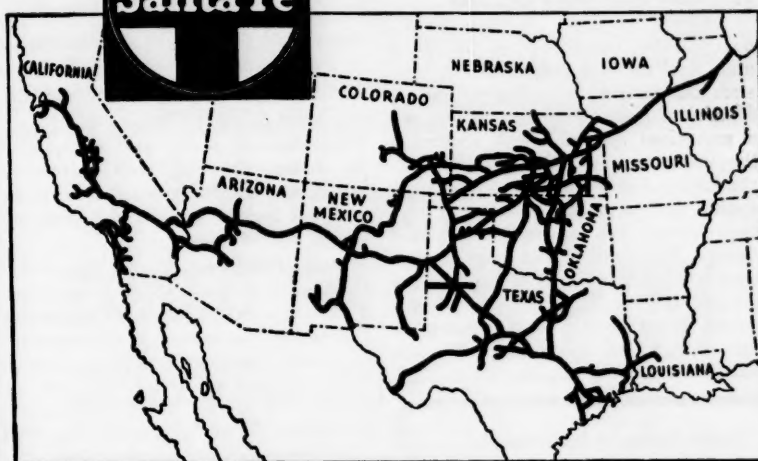 Santa Fe
CALIFORNIA
NEBRASKA
IOWA
COLORADO
ILLINOIS
KANSAS
MISSOURI
ARIZONA
NEW
MEXICO
OKLAHOMA
TEXAS
LOUISIANA